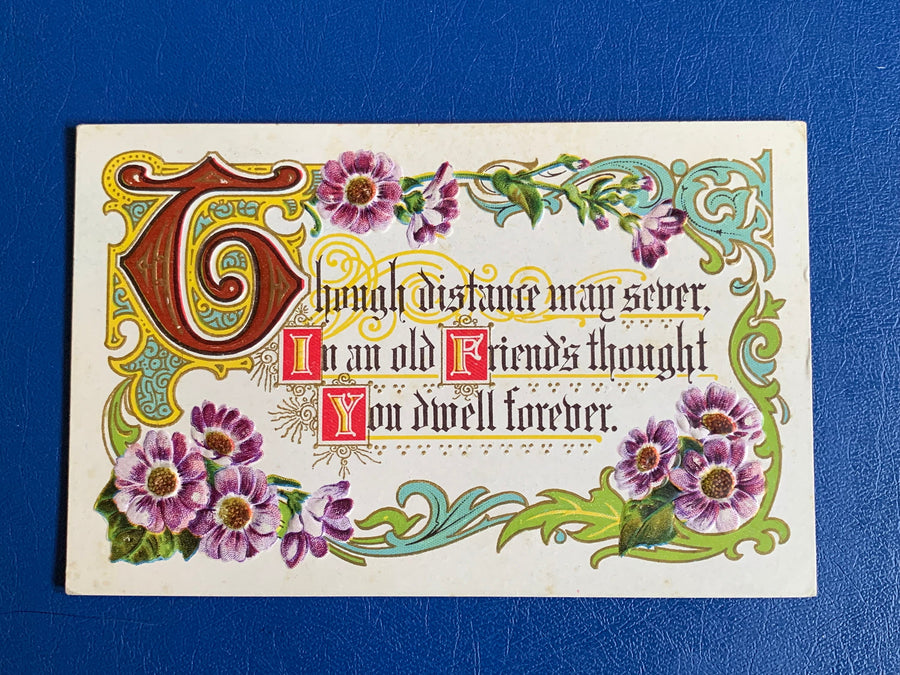 Though distance may sever,
In an old Friend's thought
You dwell forever.